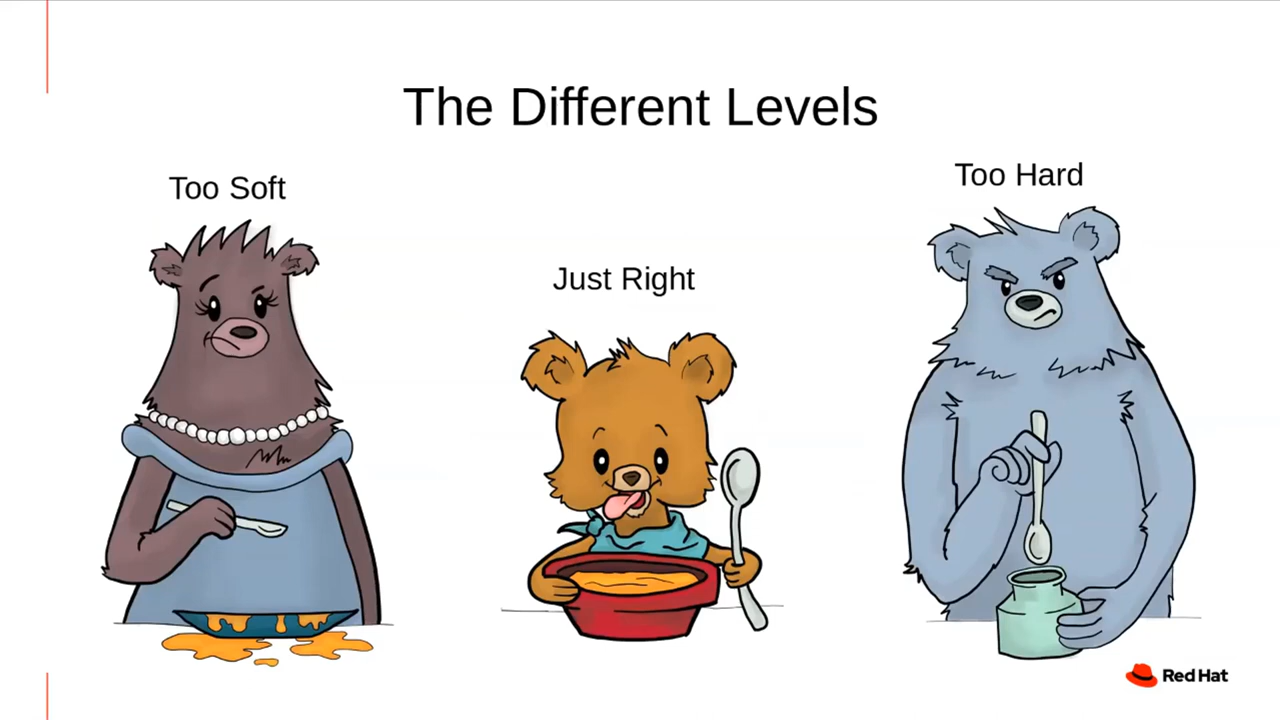 The Different Levels
Too Soft
Just Right
Too Hard
Red Hat